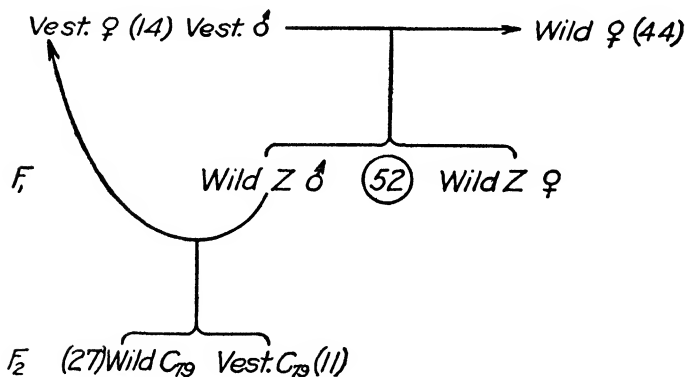 Vest. ♀ (14) Vest. ♂ Wild ♀ (44)
F₁ Wild Z ♂ 52 Wild Z ♀
F₂ (27) Wild C₇₉ Vest. C₇₉ (11)